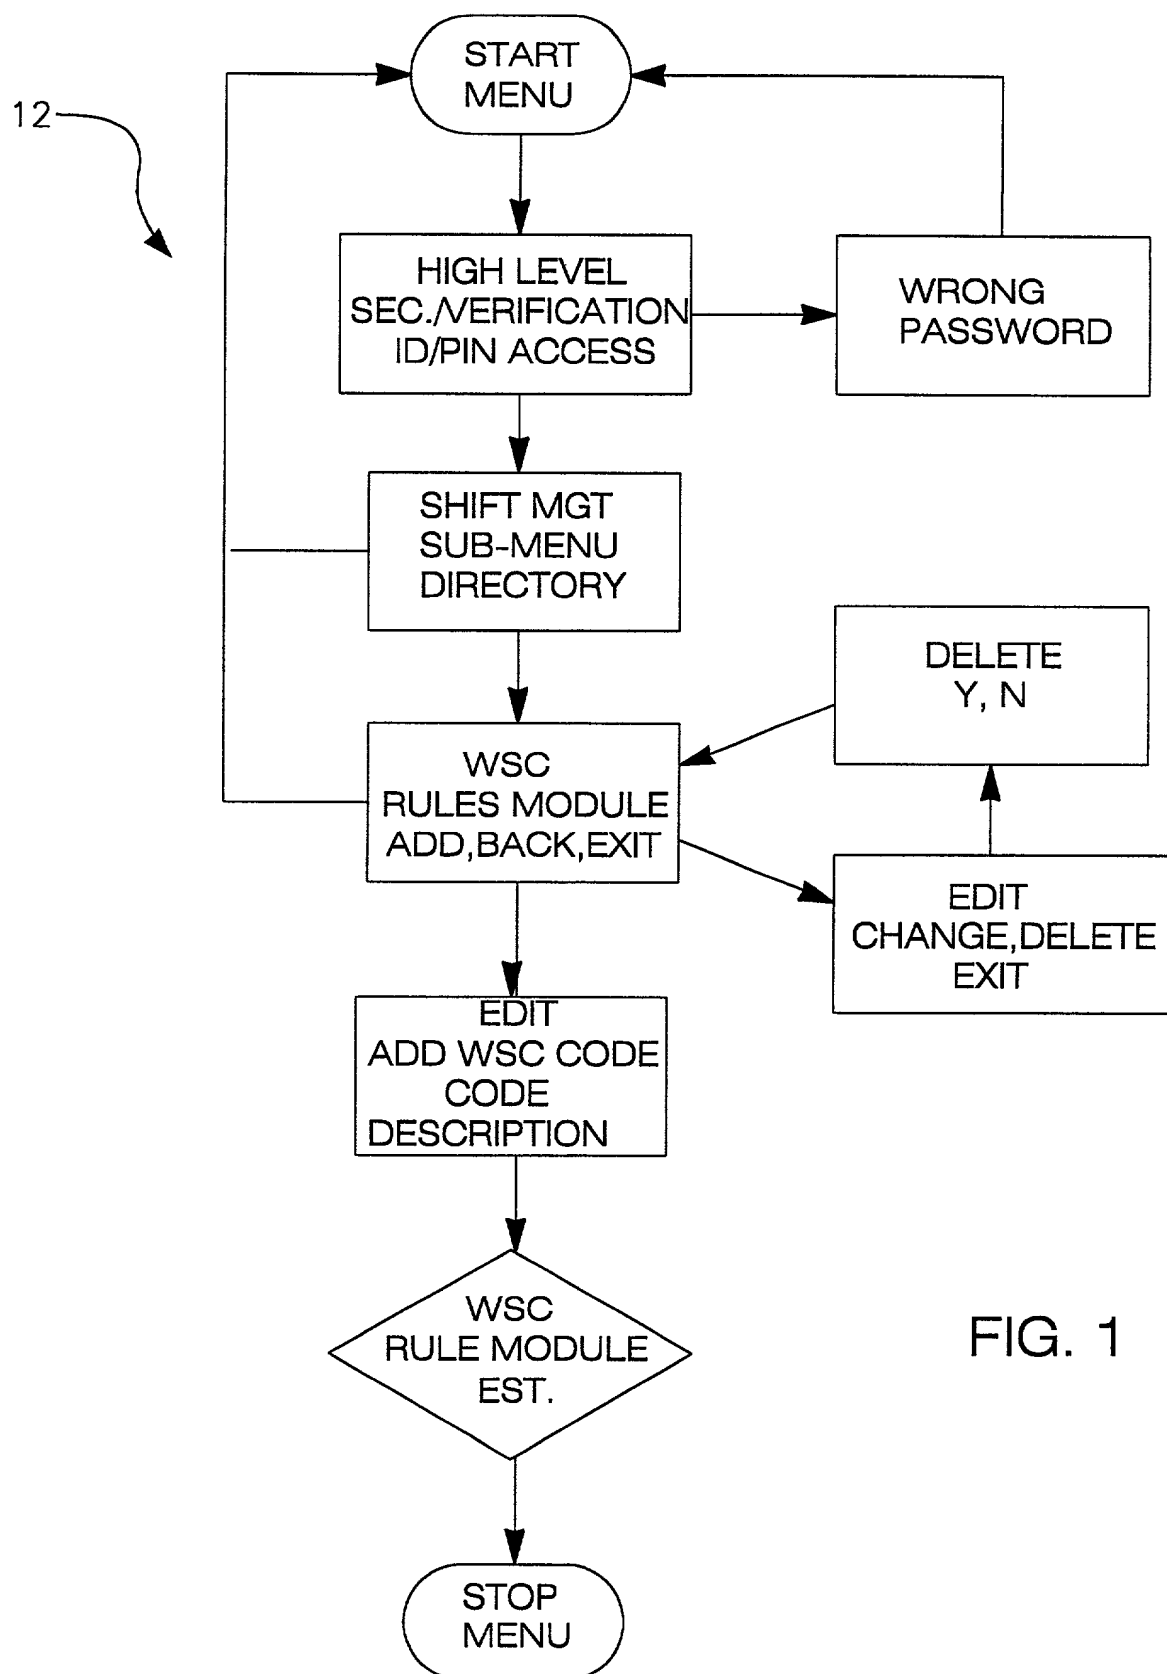 START
MENU
12
HIGH LEVEL
SEC./VERIFICATION
ID/PIN ACCESS
WRONG
PASSWORD
SHIFT MGT
SUB-MENU
DIRECTORY
DELETE
Y, N
WSC
RULES MODULE
ADD,BACK,EXIT
EDIT
CHANGE,DELETE
EXIT
EDIT
ADD WSC CODE
CODE
DESCRIPTION
WSC
RULE MODULE
EST.
FIG. 1
STOP
MENU